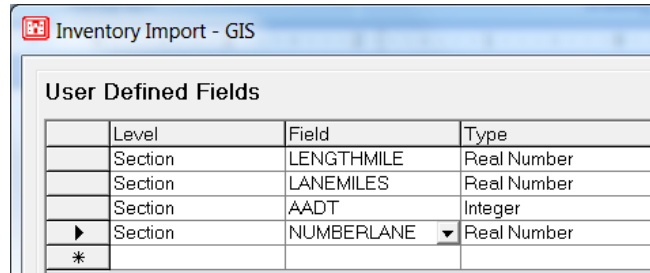 Inventory Import - GIS
User Defined Fields
Level Field Type
Section LENGTHMILE Real Number
Section LANEMILES Real Number
Section AADT Integer
Section NUMBERLANE Real Number
*